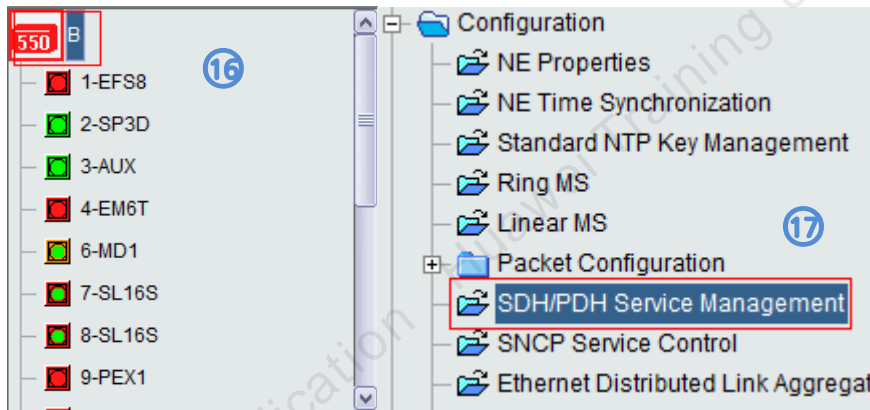 550 B
16
1-EFS8
2-SP3D
3-AUX
4-EM6T
6-MD1
7-SL16S
8-SL16S
9-PEX1
Configuration
NE Properties
NE Time Synchronization
Standard NTP Key Management
Ring MS
Linear MS
17
Packet Configuration
SDH/PDH Service Management
SNCP Service Control
Ethernet Distributed Link Aggregat
Huawei Training